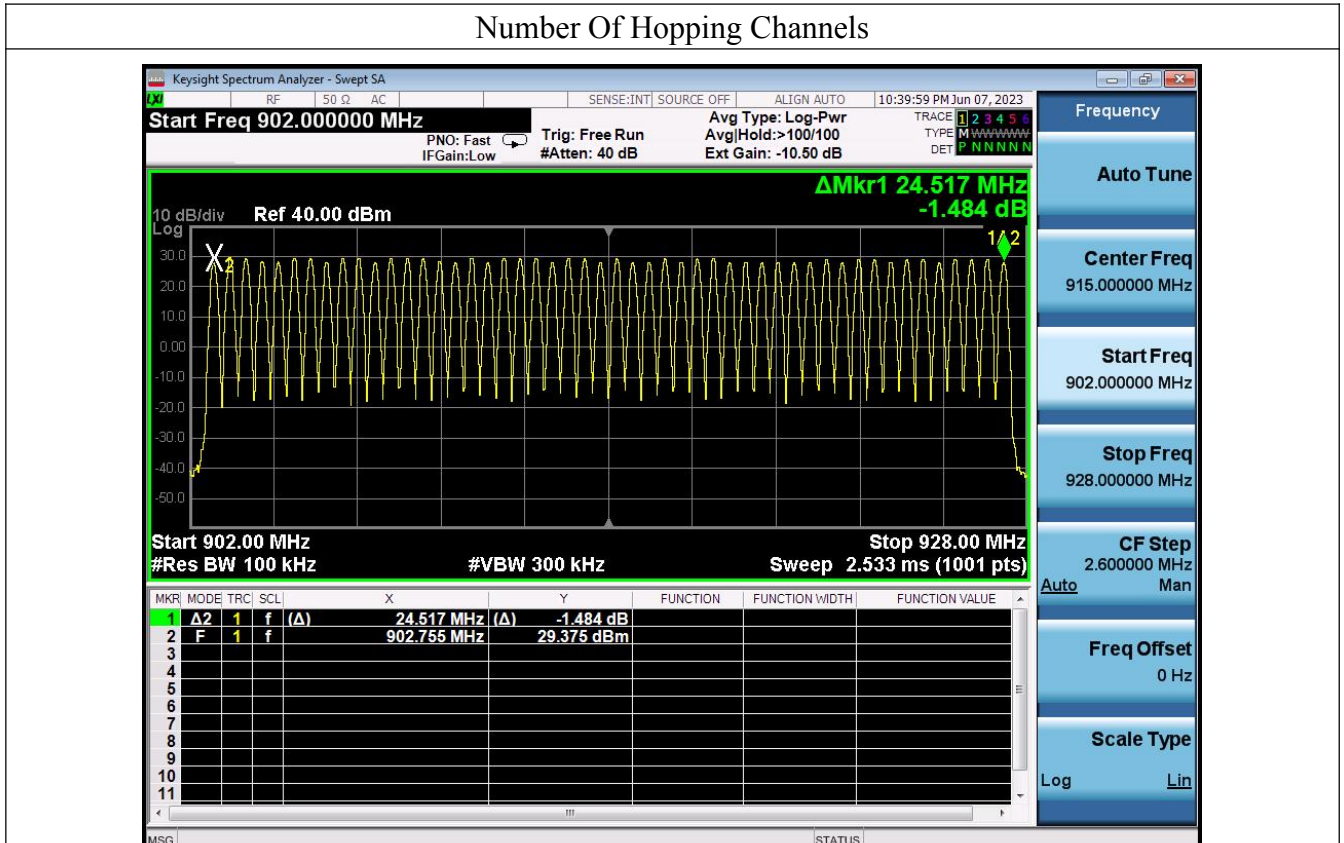 Number Of Hopping Channels
Keysight Spectrum Analyzer - Swept SA
LXI RF 50 Ω AC SENSE:INT SOURCE OFF ALIGN AUTO 10:39:59 PM Jun 07, 2023
Start Freq 902.000000 MHz
PNO: Fast
IFGain:Low
Trig: Free Run
#Atten: 40 dB
Avg Type: Log-Pwr
Avg|Hold:>100/100
Ext Gain: -10.50 dB
TRACE 1 2 3 4 5 6
TYPE M WWWWW
DET P N N N N N
ΔMkr1 24.517 MHz
-1.484 dB
10 dB/div Ref 40.00 dBm
Log
30.0
20.0
10.0
0.00
-10.0
-20.0
-30.0
-40.0
-50.0
X2
1Δ2
Start 902.00 MHz Stop 928.00 MHz
#Res BW 100 kHz #VBW 300 kHz Sweep 2.533 ms (1001 pts)
MKR MODE TRC SCL X Y FUNCTION FUNCTION WIDTH FUNCTION VALUE
1 Δ2 1 f (Δ) 24.517 MHz (Δ) -1.484 dB
2 F 1 f 902.755 MHz 29.375 dBm
3
4
5
6
7
8
9
10
11
MSG STATUS
Frequency
Auto Tune
Center Freq
915.000000 MHz
Start Freq
902.000000 MHz
Stop Freq
928.000000 MHz
CF Step
2.600000 MHz
Auto Man
Freq Offset
0 Hz
Scale Type
Log Lin